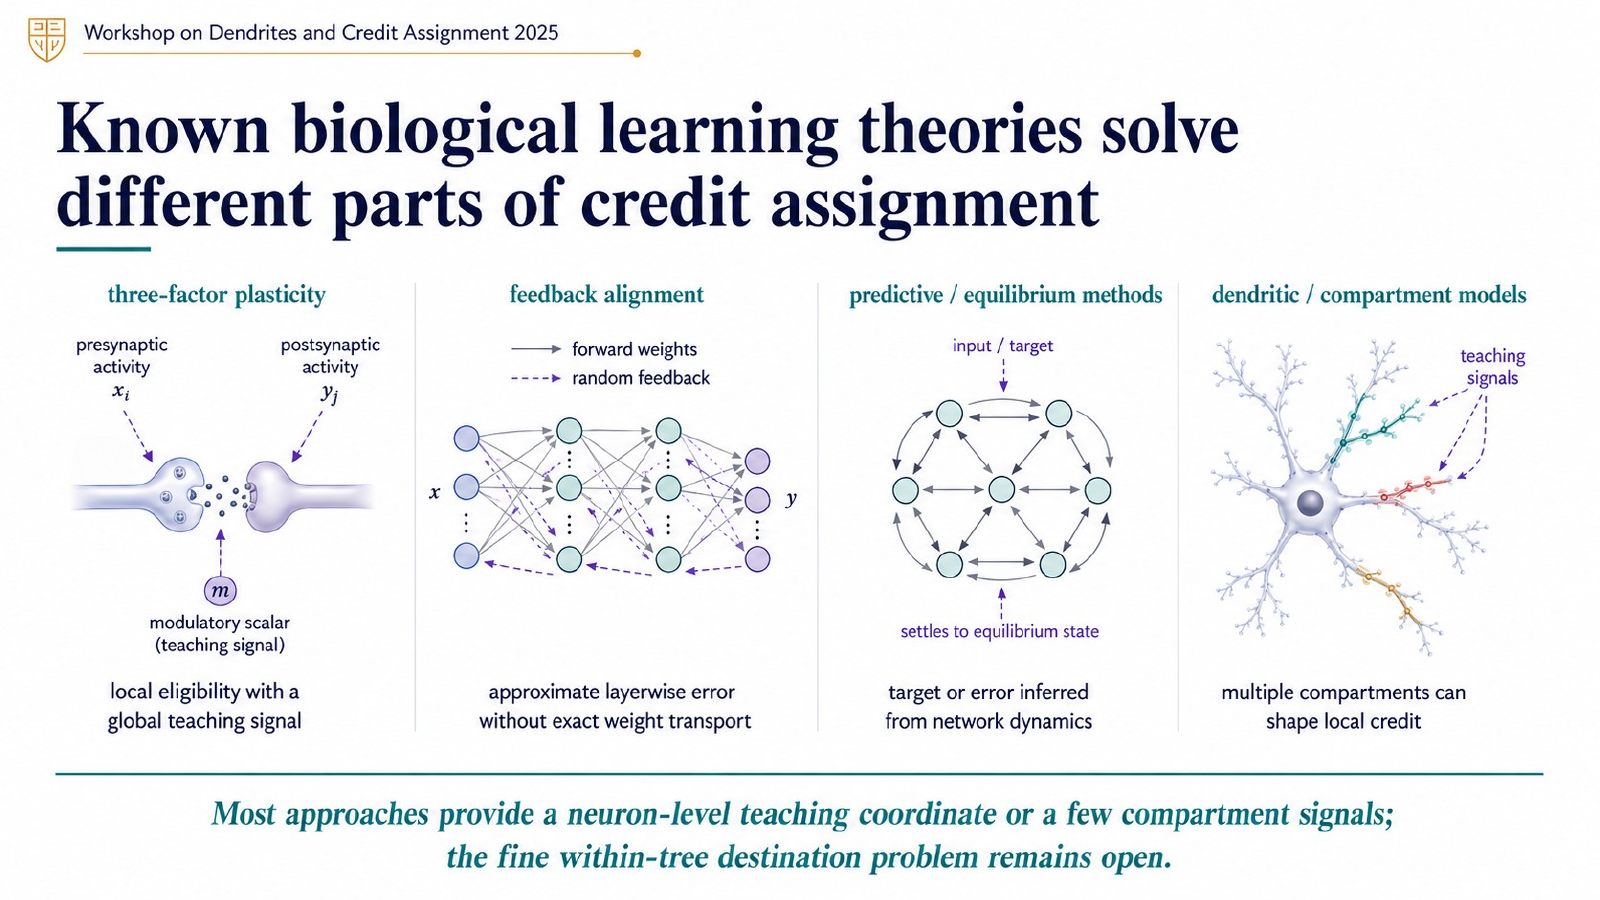 Workshop on Dendrites and Credit Assignment 2025
Known biological learning theories solve
different parts of credit assignment
three-factor plasticity
presynaptic
activity
x_i
postsynaptic
activity
y_j
m
modulatory scalar
(teaching signal)
local eligibility with a
global teaching signal
feedback alignment
forward weights
random feedback
x
y
approximate layerwise error
without exact weight transport
predictive / equilibrium methods
input / target
settles to equilibrium state
target or error inferred
from network dynamics
dendritic / compartment models
teaching
signals
multiple compartments can
shape local credit
Most approaches provide a neuron-level teaching coordinate or a few compartment signals;
the fine within-tree destination problem remains open.